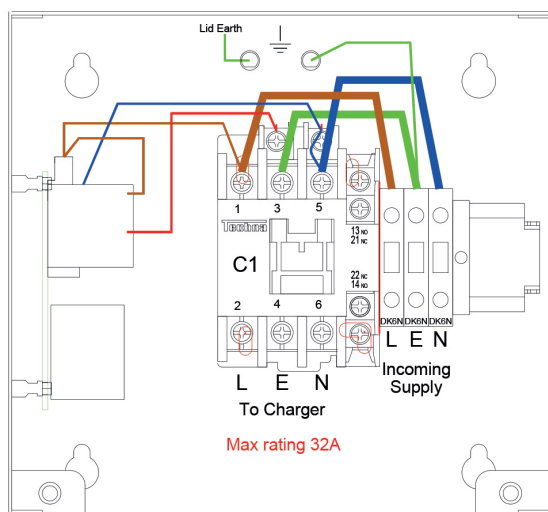 Lid Earth
1 3 5
Techna
13 NO
21 NC
C1
22 NC
14 NO
2 4 6
DK6N DK6N DK6N
L E N
L E N
Incoming
Supply
To Charger
Max rating 32A